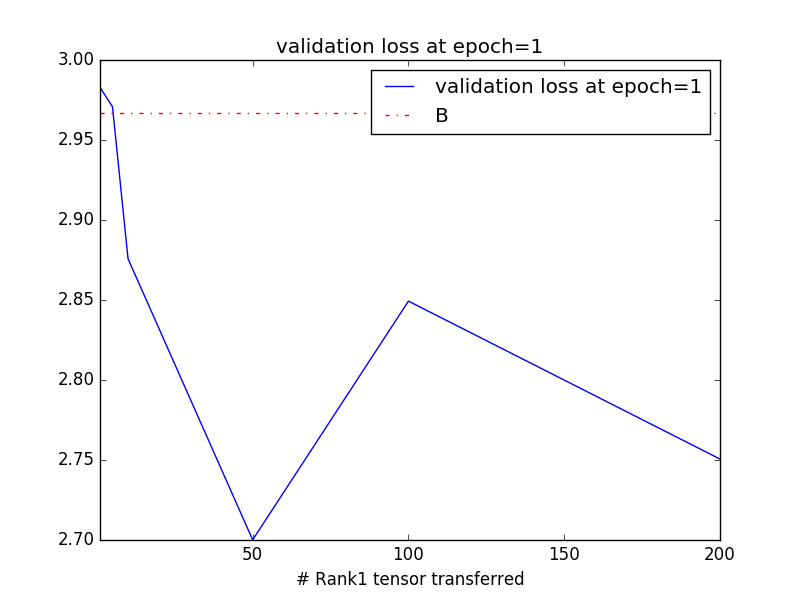 validation loss at epoch=1
3.00
2.95
2.90
2.85
2.80
2.75
2.70
validation loss at epoch=1
B
50
100
150
200
# Rank1 tensor transferred